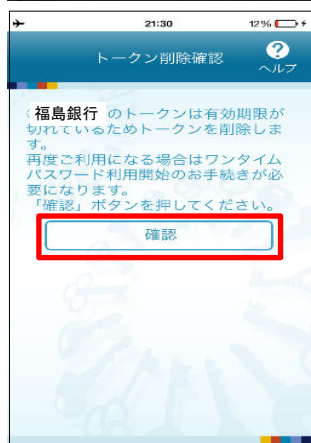 21:30
12%
トークン削除確認
?
ヘルプ
福島銀行 のトークンは有効期限が
切れているためトークンを削除しま
す。
再度ご利用になる場合はワンタイム
パスワード利用開始のお手続きが必
要になります。
「確認」ボタンを押してください。
確認